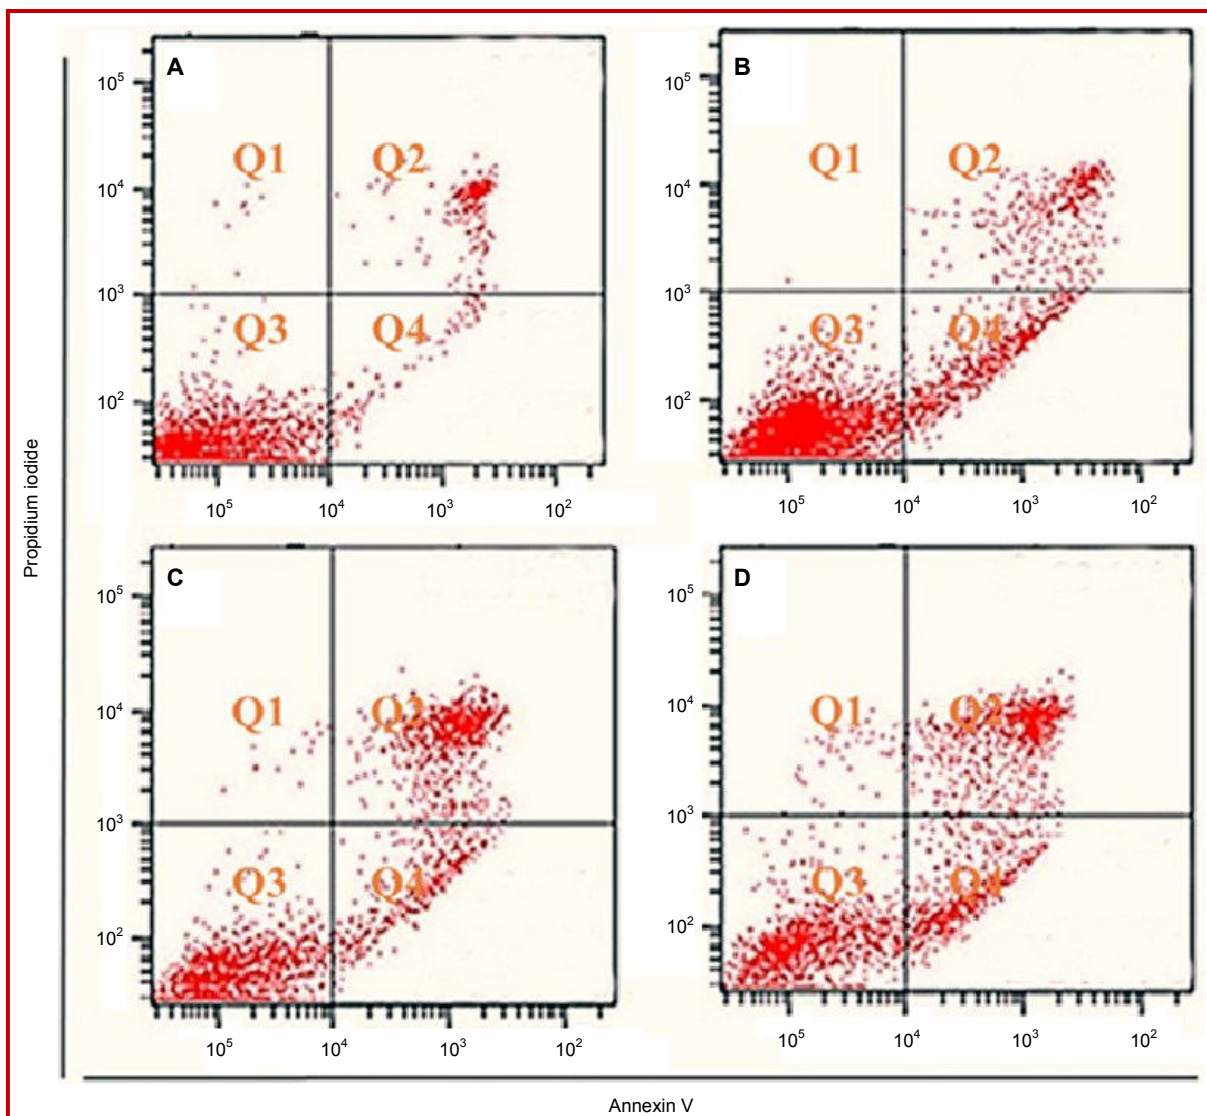 A
B
10⁵
10⁵
Q1
Q2
Q1
Q2
10⁴
10⁴
10³
10³
Q3
Q4
Q3
Q4
10²
10²
10⁵ 10⁴ 10³ 10²
10⁵ 10⁴ 10³ 10²
Propidium iodide
C
D
10⁵
10⁵
Q1
Q2
Q1
Q2
10⁴
10⁴
10³
10³
Q3
Q4
Q3
Q4
10²
10²
10⁵ 10⁴ 10³ 10²
10⁵ 10⁴ 10³ 10²
Annexin V